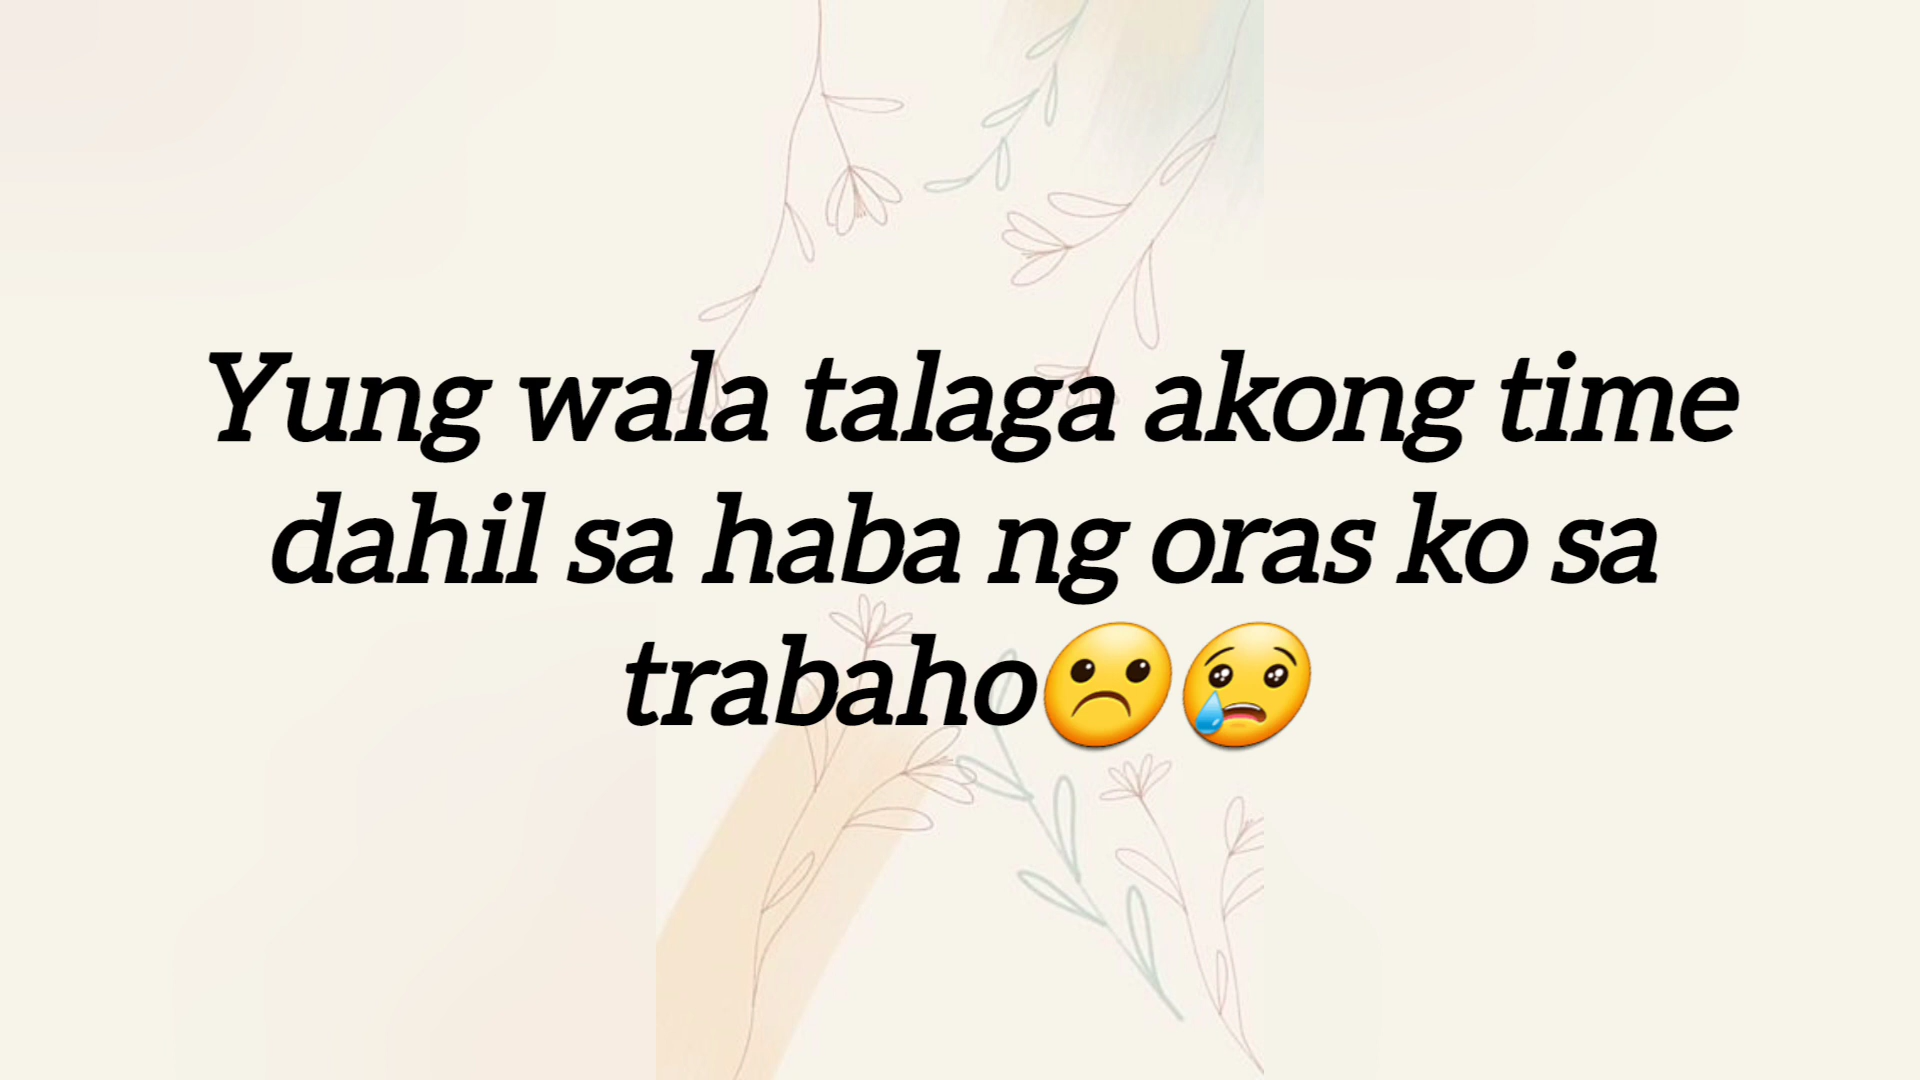 Yung wala talaga akong time
dahil sa haba ng oras ko sa
trabaho🙁😢